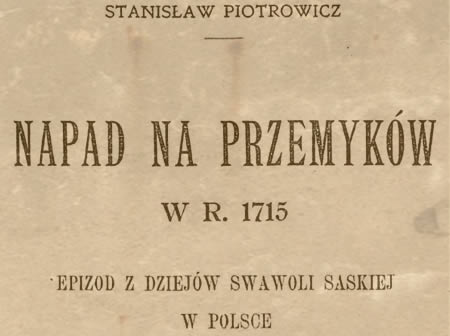 STANISŁAW PIOTROWICZ
NAPAD NA PRZEMYKÓW
W R. 1715
EPIZOD Z DZIEJÓW SWAWOLI SASKIEJ
W POLSCE